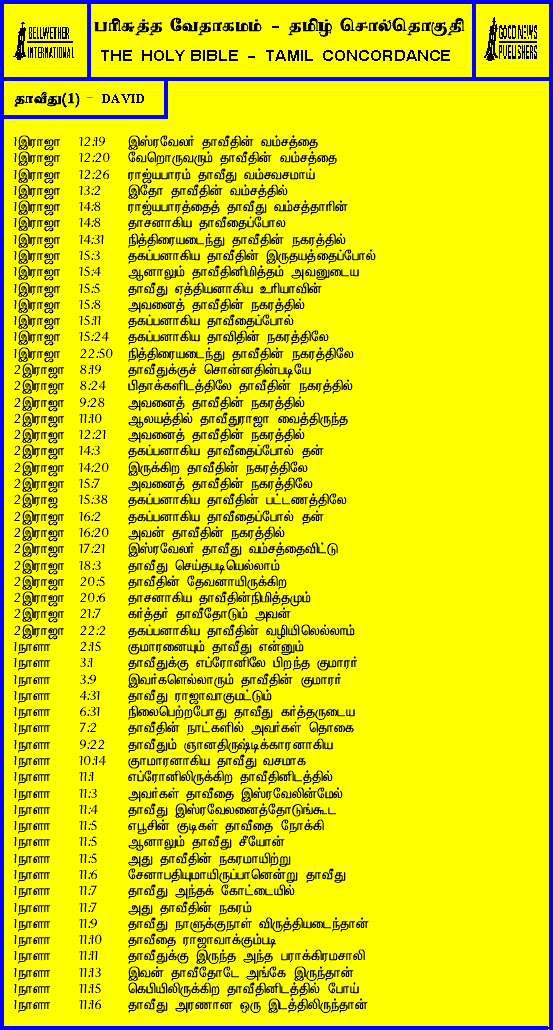 BELLWETHER INTERNATIONAL
பரிசுத்த வேதாகமம் - தமிழ் சொல்தொகுதி
THE HOLY BIBLE - TAMIL CONCORDANCE
GOOD NEWS PUBLISHERS
தாவீது(1) - DAVID
1இராஜா 12:19 இஸ்ரவேலர் தாவீதின் வம்சத்தை
1இராஜா 12:20 வேறொருவரும் தாவீதின் வம்சத்தை
1இராஜா 12:26 ராஜ்யபாரம் தாவீது வம்சவசமாய்
1இராஜா 13:2 இதோ தாவீதின் வம்சத்தில்
1இராஜா 14:8 ராஜ்யபாரத்தைத் தாவீது வம்சத்தாரின்
1இராஜா 14:8 தாசனாகிய தாவீதைப்போல
1இராஜா 14:31 நித்திரையடைந்து தாவீதின் நகரத்தில்
1இராஜா 15:3 தகப்பனாகிய தாவீதின் இருதயத்தைப்போல்
1இராஜா 15:4 ஆனாலும் தாவீதினிமித்தம் அவனுடைய
1இராஜா 15:5 தாவீது ஏத்தியனாகிய உரியாவின்
1இராஜா 15:8 அவனைத் தாவீதின் நகரத்தில்
1இராஜா 15:11 தகப்பனாகிய தாவீதைப்போல்
1இராஜா 15:24 தகப்பனாகிய தாவிதின் நகரத்திலே
1இராஜா 22:50 நித்திரையடைந்து தாவீதின் நகரத்திலே
2இராஜா 8:19 தாவீதுக்குச் சொன்னதின்படியே
2இராஜா 8:24 பிதாக்களிடத்திலே தாவீதின் நகரத்தில்
2இராஜா 9:28 அவனைத் தாவீதின் நகரத்தில்
2இராஜா 11:10 ஆலயத்தில் தாவீதுராஜா வைத்திருந்த
2இராஜா 12:21 அவனைத் தாவீதின் நகரத்தில்
2இராஜா 14:3 தகப்பனாகிய தாவீதைப்போல் தன்
2இராஜா 14:20 இருக்கிற தாவீதின் நகரத்திலே
2இராஜா 15:7 அவனைத் தாவீதின் நகரத்திலே
2இராஜ 15:38 தகப்பனாகிய தாவீதின் பட்டணத்திலே
2இராஜா 16:2 தகப்பனாகிய தாவீதைப்போல் தன்
2இராஜா 16:20 அவன் தாவீதின் நகரத்தில்
2இராஜா 17:21 இஸ்ரவேலர் தாவீது வம்சத்தைவிட்டு
2இராஜா 18:3 தாவீது செய்தபடியெல்லாம்
2இராஜா 20:5 தாவீதின் தேவனாயிருக்கிற
2இராஜா 20:6 தாசனாகிய தாவீதின்நிமித்தமும்
2இராஜா 21:7 கர்த்தர் தாவீதோடும் அவன்
2இராஜா 22:2 தகப்பனாகிய தாவீதின் வழியிலெல்லாம்
1நாளா 2:15 குமாரனையும் தாவீது என்னும்
1நாளா 3:1 தாவீதுக்கு எப்ரோனிலே பிறந்த குமாரர்
1நாளா 3:9 இவர்களெல்லாரும் தாவீதின் குமாரர்
1நாளா 4:31 தாவீது ராஜாவாகுமட்டும்
1நாளா 6:31 நிலைபெற்றபோது தாவீது கர்த்தருடைய
1நாளா 7:2 தாவீதின் நாட்களில் அவர்கள் தொகை
1நாளா 9:22 தாவீதும் ஞானதிருஷ்டிக்காரனாகிய
1நாளா 10:14 குாமாரனாகிய தாவீது வசமாக
1நாளா 11:1 எப்ரோனிலிருக்கிற தாவீதினிடத்தில்
1நாளா 11:3 அவர்கள் தாவீதை இஸ்ரவேலின்மேல்
1நாளா 11:4 தாவீது இஸ்ரவேலனைத்தோடுங்கூட
1நாளா 11:5 எபூசின் குடிகள் தாவீதை நோக்கி
1நாளா 11:5 ஆனாலும் தாவீது சீயோன்
1நாளா 11:5 அது தாவீதின் நகரமாயிற்று
1நாளா 11:6 சேனாபதியுமாயிருப்பானென்று தாவீது
1நாளா 11:7 தாவீது அந்தக் கோட்டையில்
1நாளா 11:7 அது தாவீதின் நகரம்
1நாளா 11:9 தாவீது நாளுக்குநாள் விருத்தியடைந்தான்
1நாளா 11:10 தாவீதை ராஜாவாக்கும்படி
1நாளா 11:11 தாவீதுக்கு இருந்த அந்த பராக்கிரமசாலி
1நாளா 11:13 இவன் தாவீதோடே அங்கே இருந்தான்
1நாளா 11:15 கெபியிலிருக்கிற தாவீதினிடத்தில் போய்
1நாளா 11:16 தாவீது அரணான ஒரு இடத்திலிருந்தான்